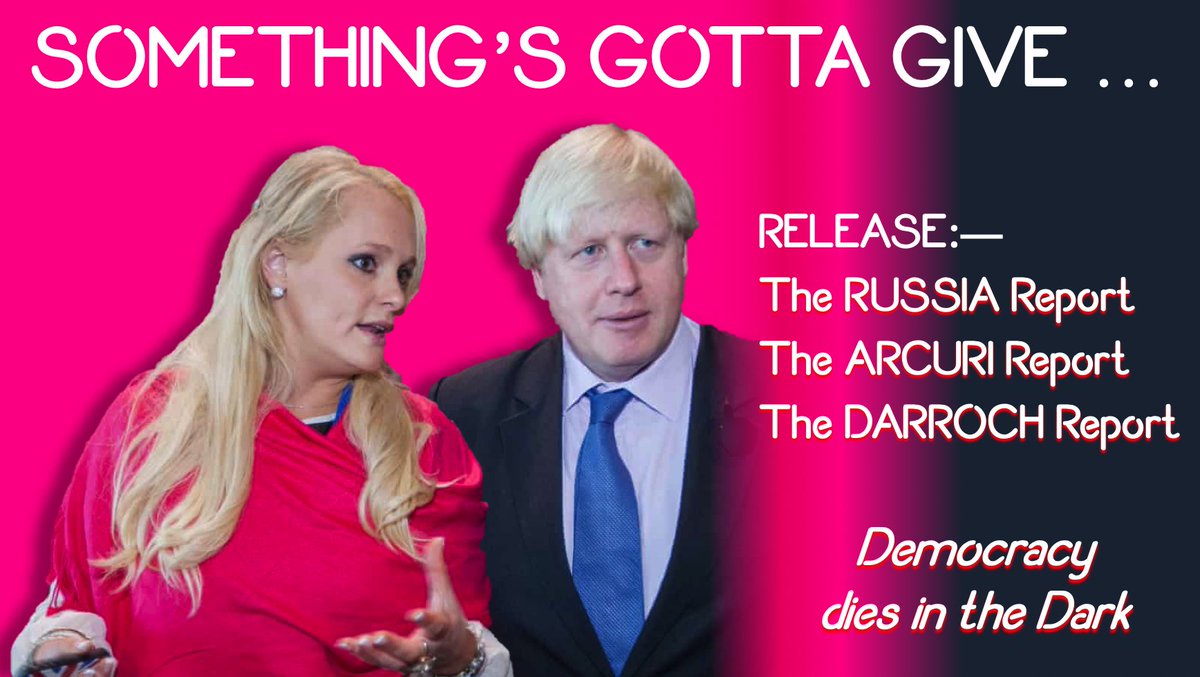 SOMETHING'S GOTTA GIVE ...
RELEASE:—
The RUSSIA Report
The ARCURI Report
The DARROCH Report
Democracy
dies in the Dark